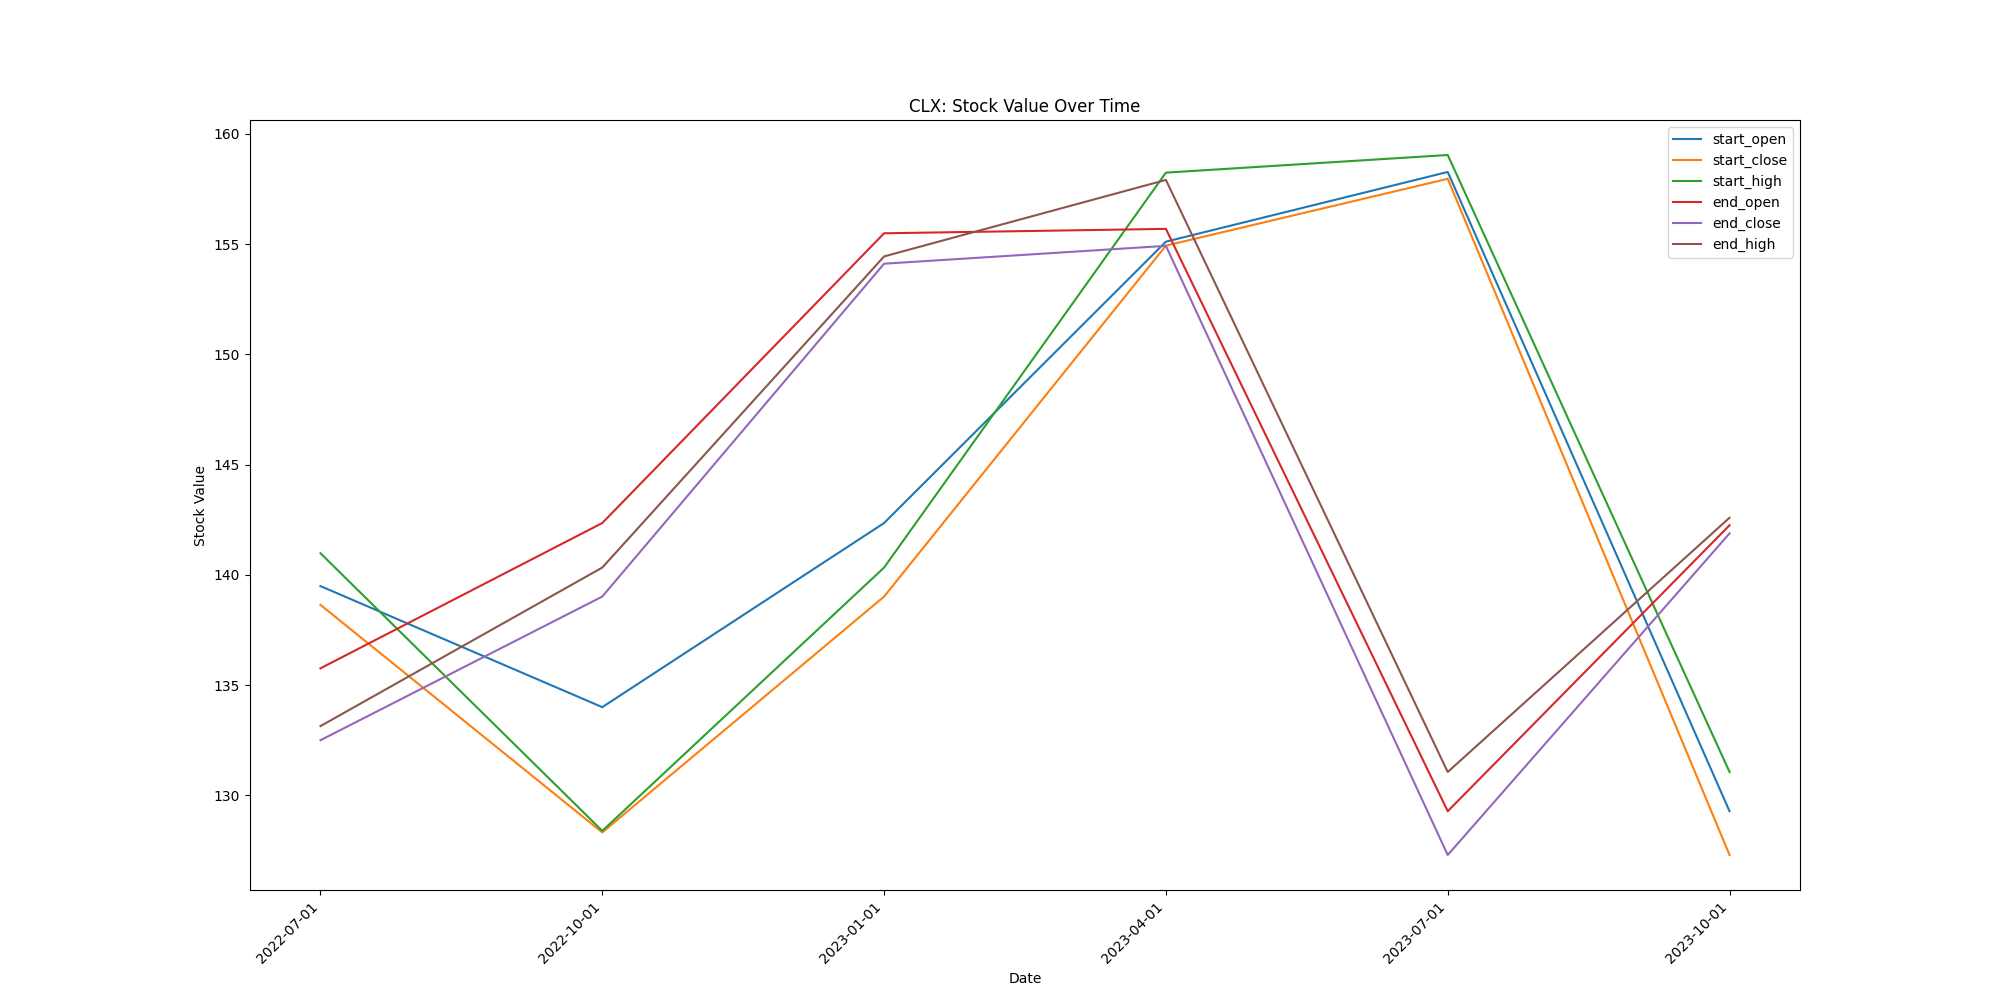 CLX: Stock Value Over Time
160
155
150
145
140
135
130
Stock Value
start_open
start_close
start_high
end_open
end_close
end_high
2022-07-01
2022-10-01
2023-01-01
2023-04-01
2023-07-01
2023-10-01
Date